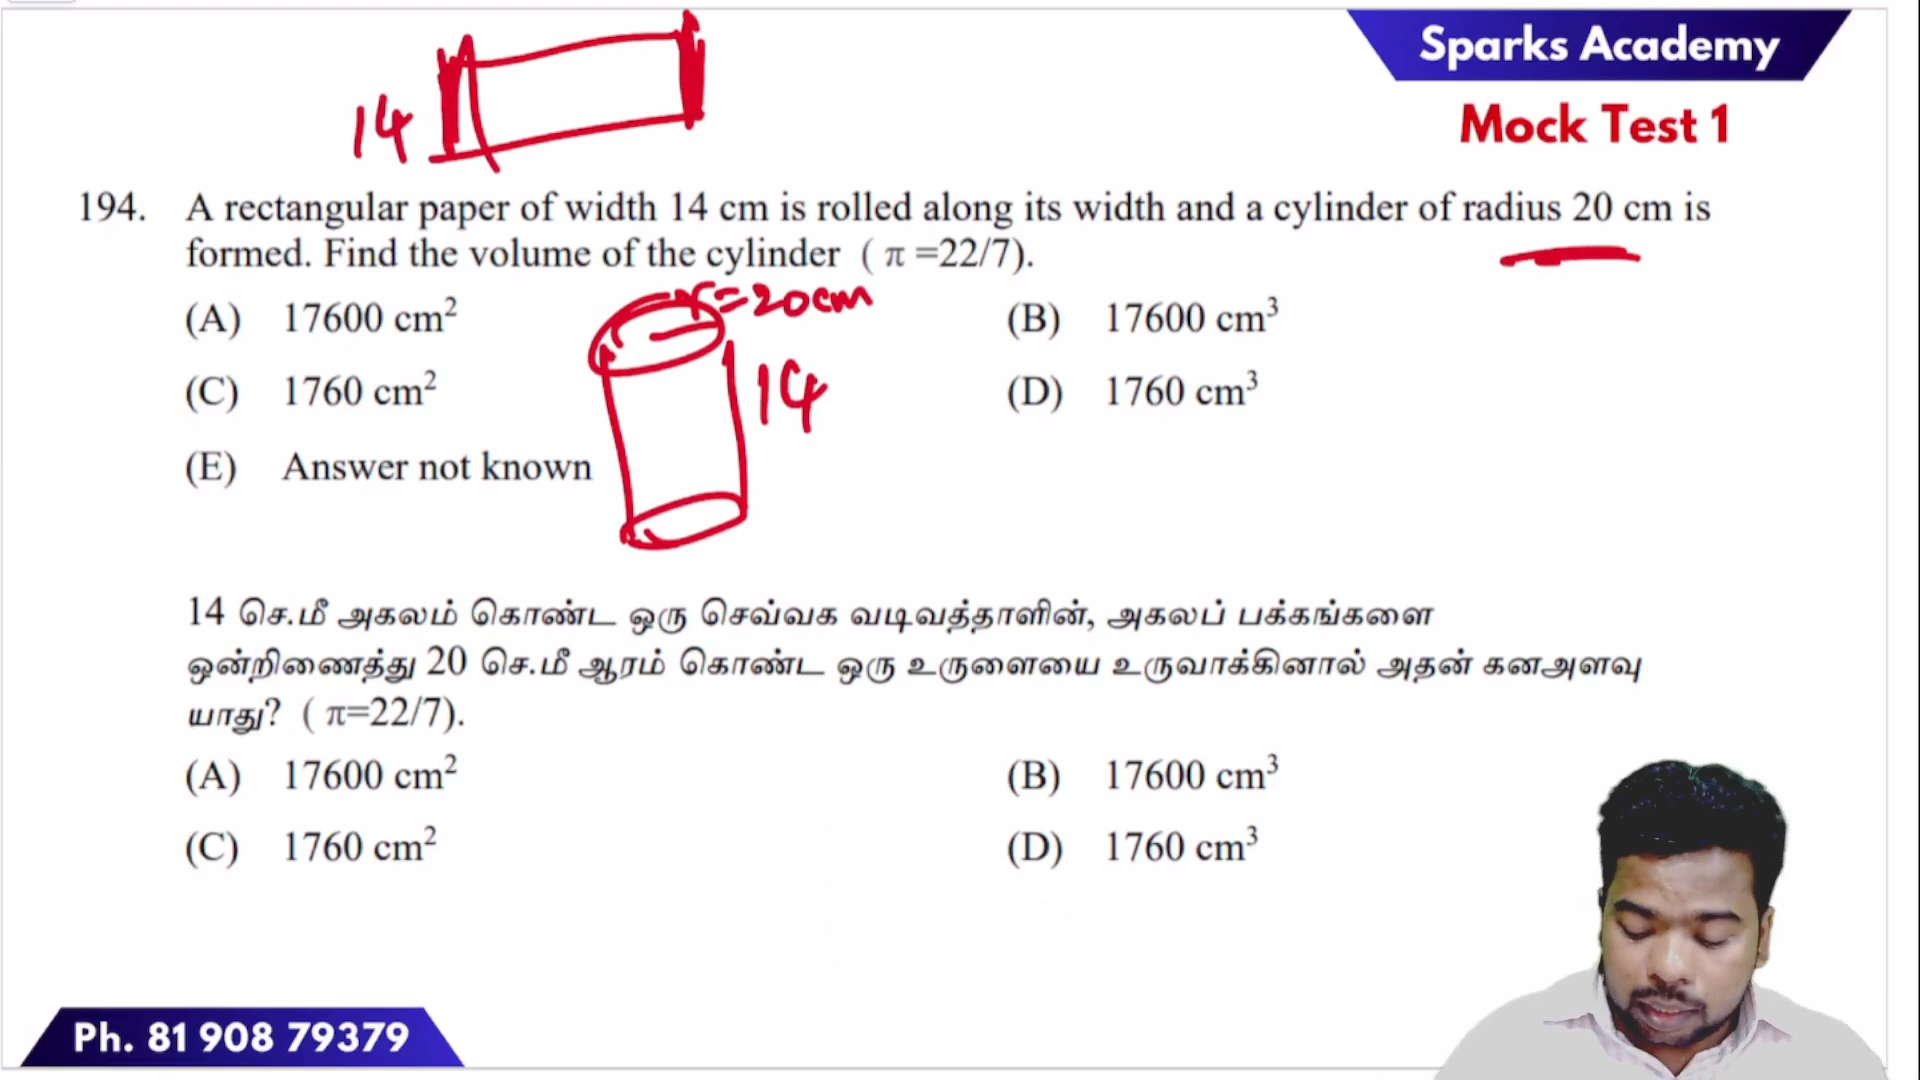 Sparks Academy
Mock Test 1
14
194. A rectangular paper of width 14 cm is rolled along its width and a cylinder of radius 20 cm is
formed. Find the volume of the cylinder ( π =22/7).
r=20cm
(A) 17600 cm² (B) 17600 cm³
14
(C) 1760 cm² (D) 1760 cm³
(E) Answer not known
14 செ.மீ அகலம் கொண்ட ஒரு செவ்வக வடிவத்தாளின், அகலப் பக்கங்களை
ஒன்றிணைத்து 20 செ.மீ ஆரம் கொண்ட ஒரு உருளையை உருவாக்கினால் அதன் கனஅளவு
யாது? ( π=22/7).
(A) 17600 cm² (B) 17600 cm³
(C) 1760 cm² (D) 1760 cm³
Ph. 81 908 79379